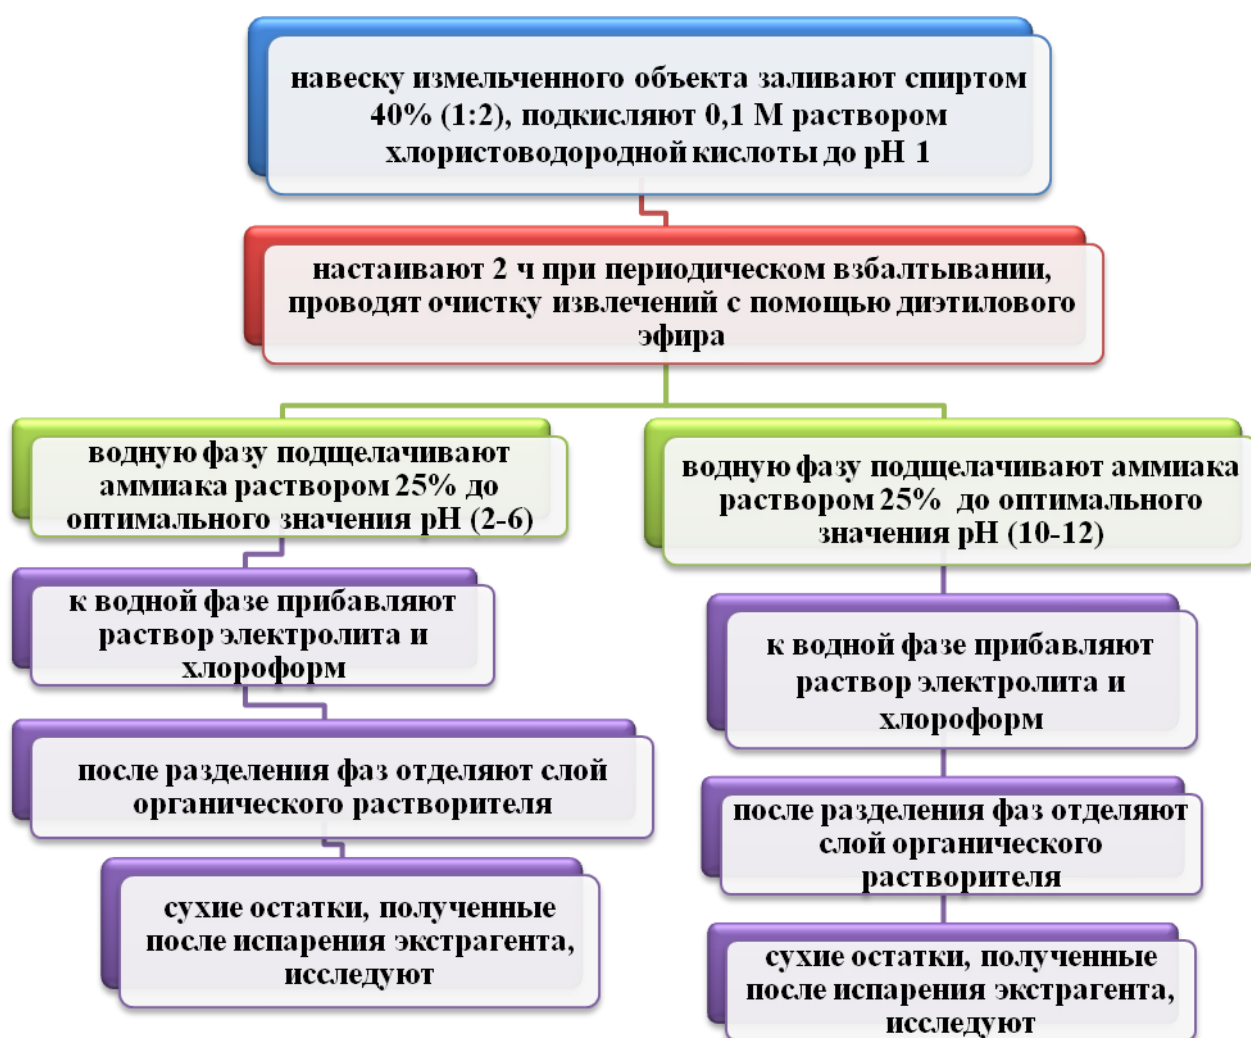 навеску измельченного объекта заливают спиртом
40% (1:2), подкисляют 0,1 М раствором
хлористоводородной кислоты до рН 1
настаивают 2 ч при периодическом взбалтывании,
проводят очистку извлечений с помощью диэтилового
эфира
водную фазу подщелачивают
аммиака раствором 25% до
оптимального значения рН (2-6)
к водной фазе прибавляют
раствор электролита и
хлороформ
после разделения фаз отделяют слой
органического растворителя
сухие остатки, полученные
после испарения экстрагента,
исследуют
водную фазу подщелачивают аммиака
раствором 25% до оптимального
значения рН (10-12)
к водной фазе прибавляют
раствор электролита и
хлороформ
после разделения фаз отделяют
слой органического
растворителя
сухие остатки, полученные
после испарения экстрагента,
исследуют